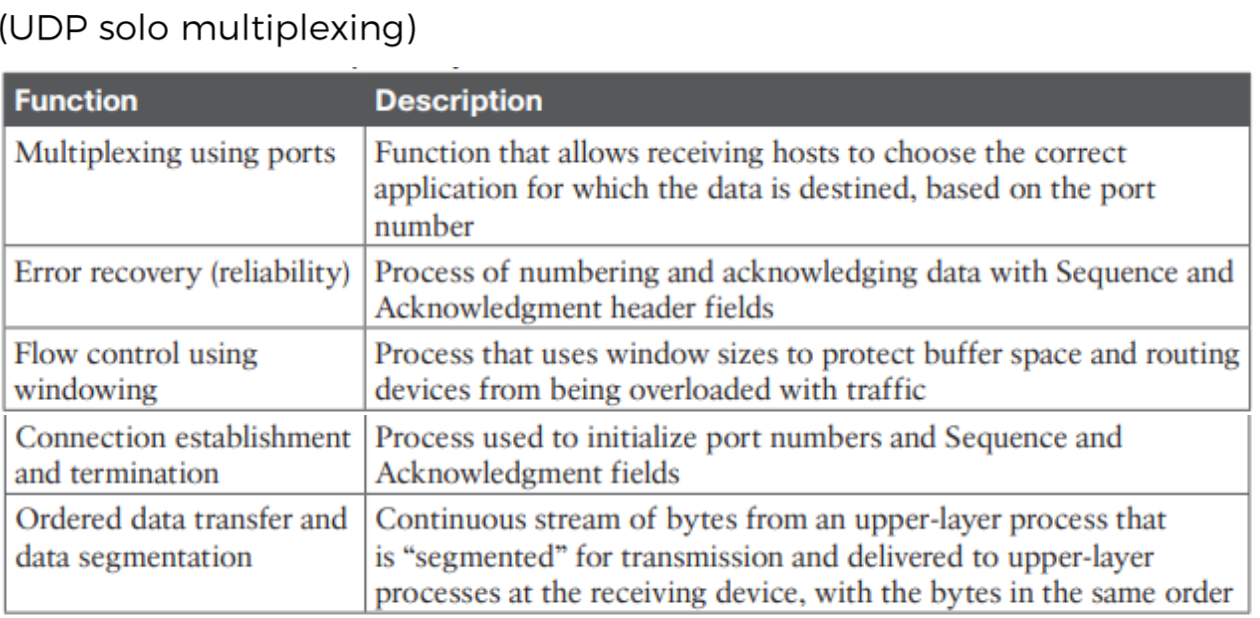 (UDP solo multiplexing)
Function Description
Multiplexing using ports Function that allows receiving hosts to choose the correct
application for which the data is destined, based on the port
number
Error recovery (reliability) Process of numbering and acknowledging data with Sequence and
Acknowledgment header fields
Flow control using Process that uses window sizes to protect buffer space and routing
windowing devices from being overloaded with traffic
Connection establishment Process used to initialize port numbers and Sequence and
and termination Acknowledgment fields
Ordered data transfer and Continuous stream of bytes from an upper-layer process that
data segmentation is “segmented” for transmission and delivered to upper-layer
processes at the receiving device, with the bytes in the same order